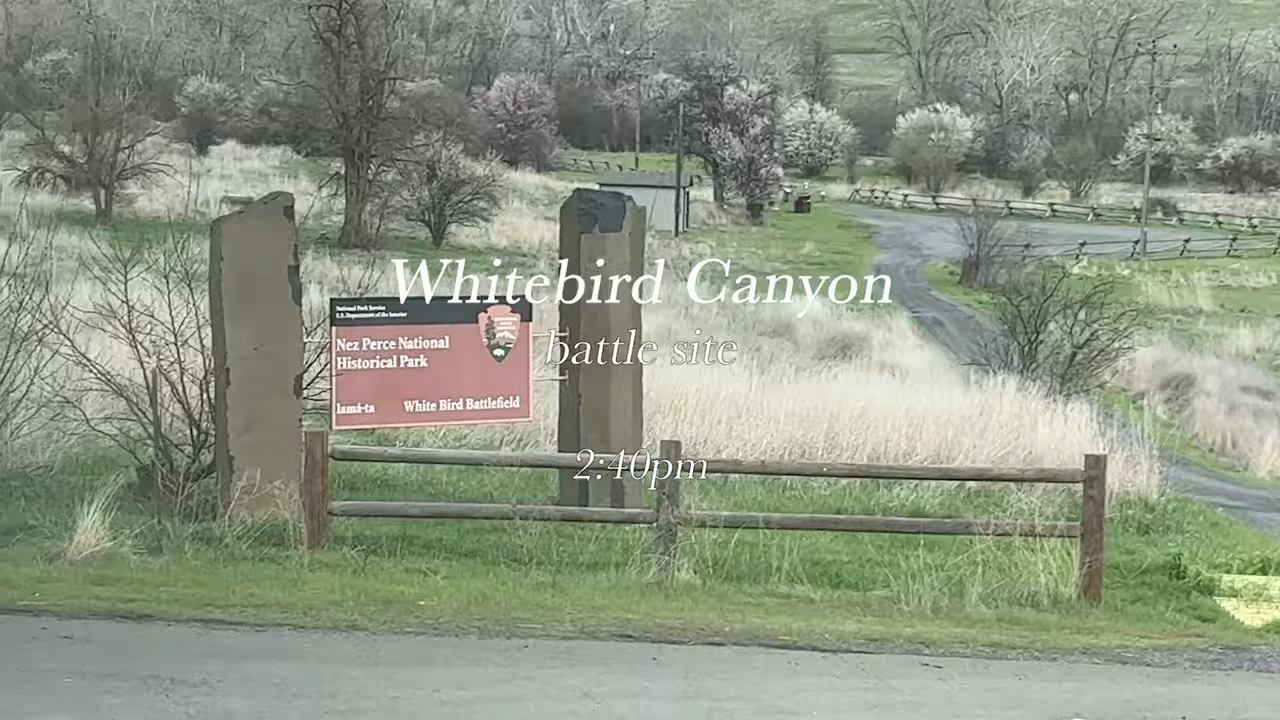 National Park Service
U.S. Department of the Interior
Nez Perce National
Historical Park
lamá-ta White Bird Battlefield
Whitebird Canyon
battle site
2:40pm